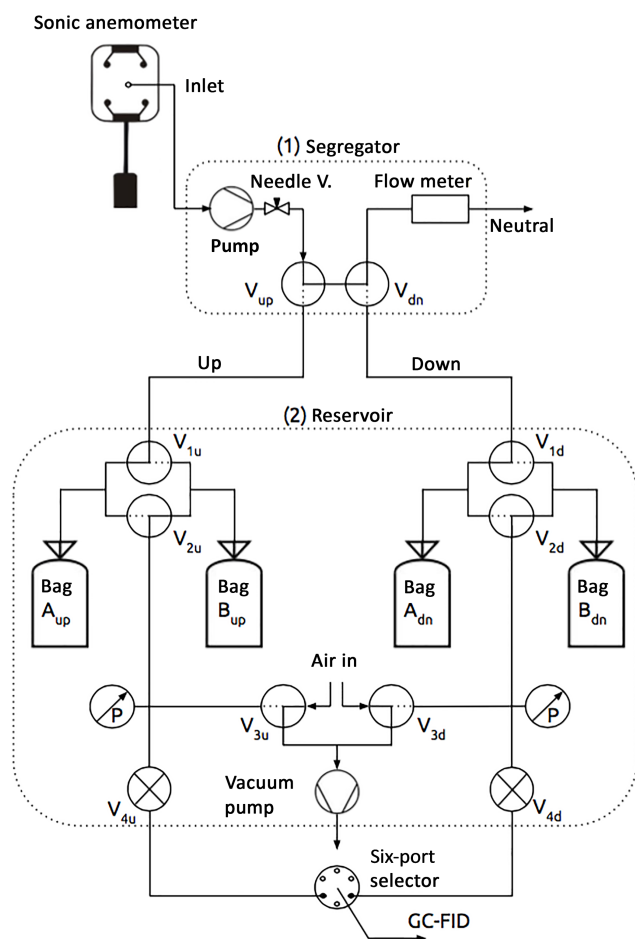 Sonic anemometer
Inlet
(1) Segregator
Needle V.
Flow meter
Pump
Neutral
Vup
Vdn
Up
Down
(2) Reservoir
V1u
V1d
V2u
V2d
Bag
Aup
Bag
Bup
Bag
Adn
Bag
Bdn
Air in
P
V3u
V3d
P
Vacuum
pump
V4u
V4d
Six-port
selector
GC-FID